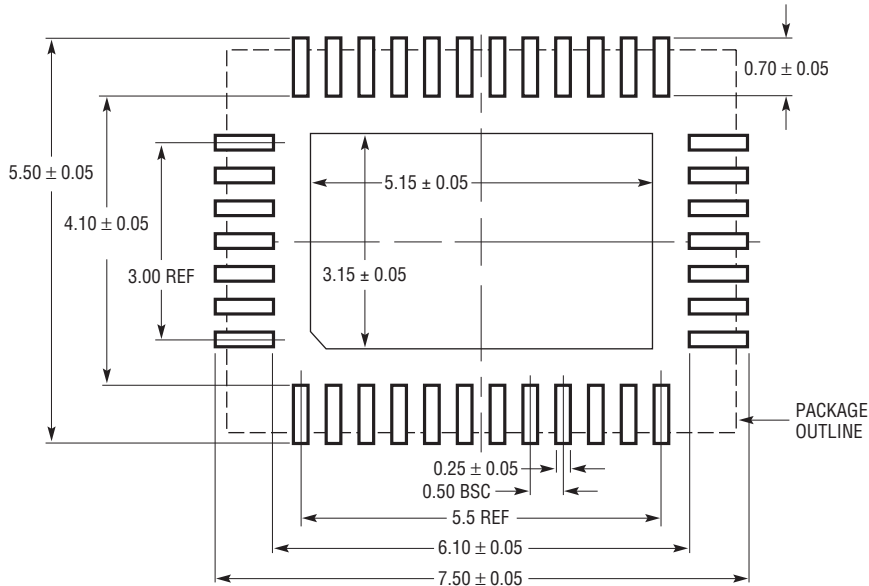 0.70 ± 0.05
5.50 ± 0.05
5.15 ± 0.05
4.10 ± 0.05
3.00 REF
3.15 ± 0.05
PACKAGE
OUTLINE
0.25 ± 0.05
0.50 BSC
5.5 REF
6.10 ± 0.05
7.50 ± 0.05